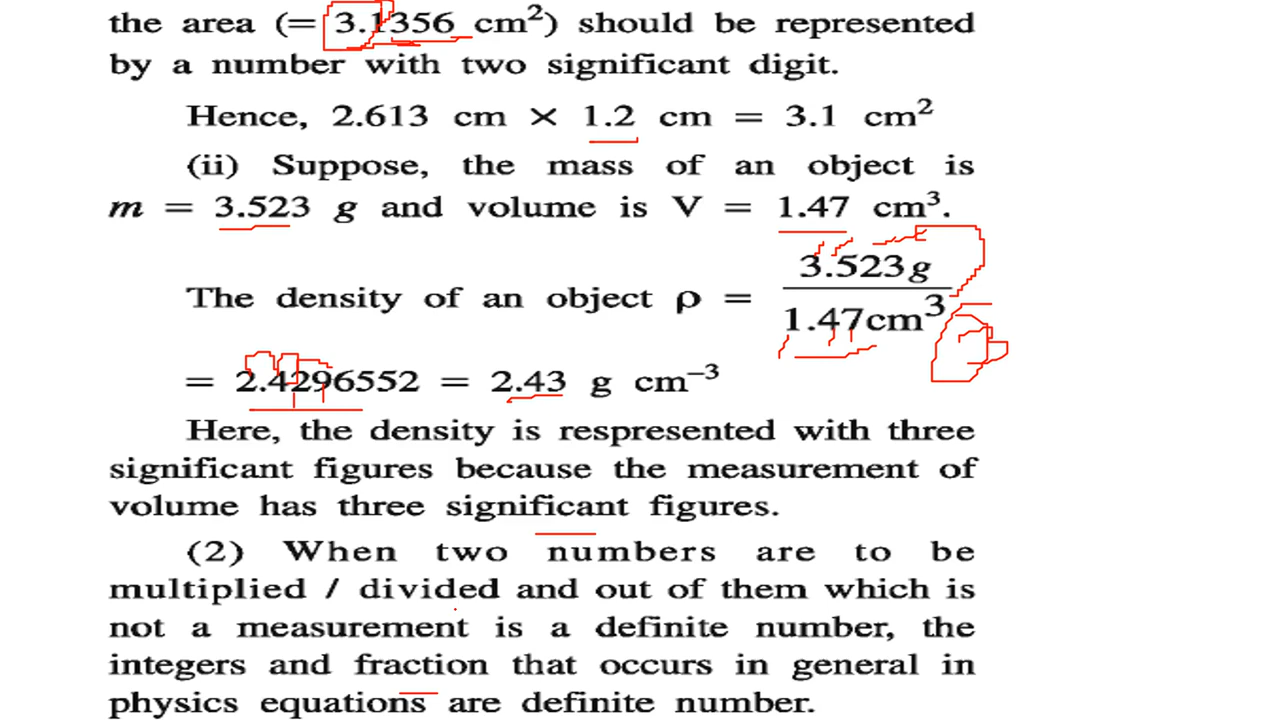 the area (= 3.1356 cm²) should be represented
by a number with two significant digit.
Hence, 2.613 cm × 1.2 cm = 3.1 cm²
(ii) Suppose, the mass of an object is
m = 3.523 g and volume is V = 1.47 cm³.
The density of an object ρ = 3.523g / 1.47cm³
= 2.4296552 = 2.43 g cm⁻³
Here, the density is respresented with three
significant figures because the measurement of
volume has three significant figures.
(2) When two numbers are to be
multiplied / divided and out of them which is
not a measurement is a definite number, the
integers and fraction that occurs in general in
physics equations are definite number.